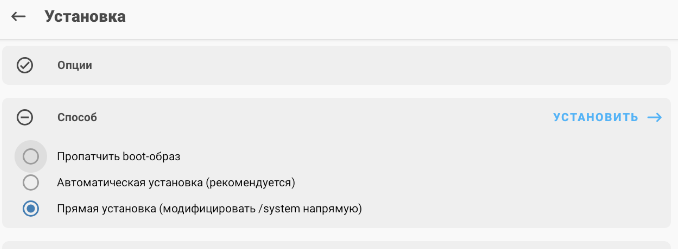 Установка
Опции
Способ
УСТАНОВИТЬ
Пропатчить boot-образ
Автоматическая установка (рекомендуется)
Прямая установка (модифицировать /system напрямую)